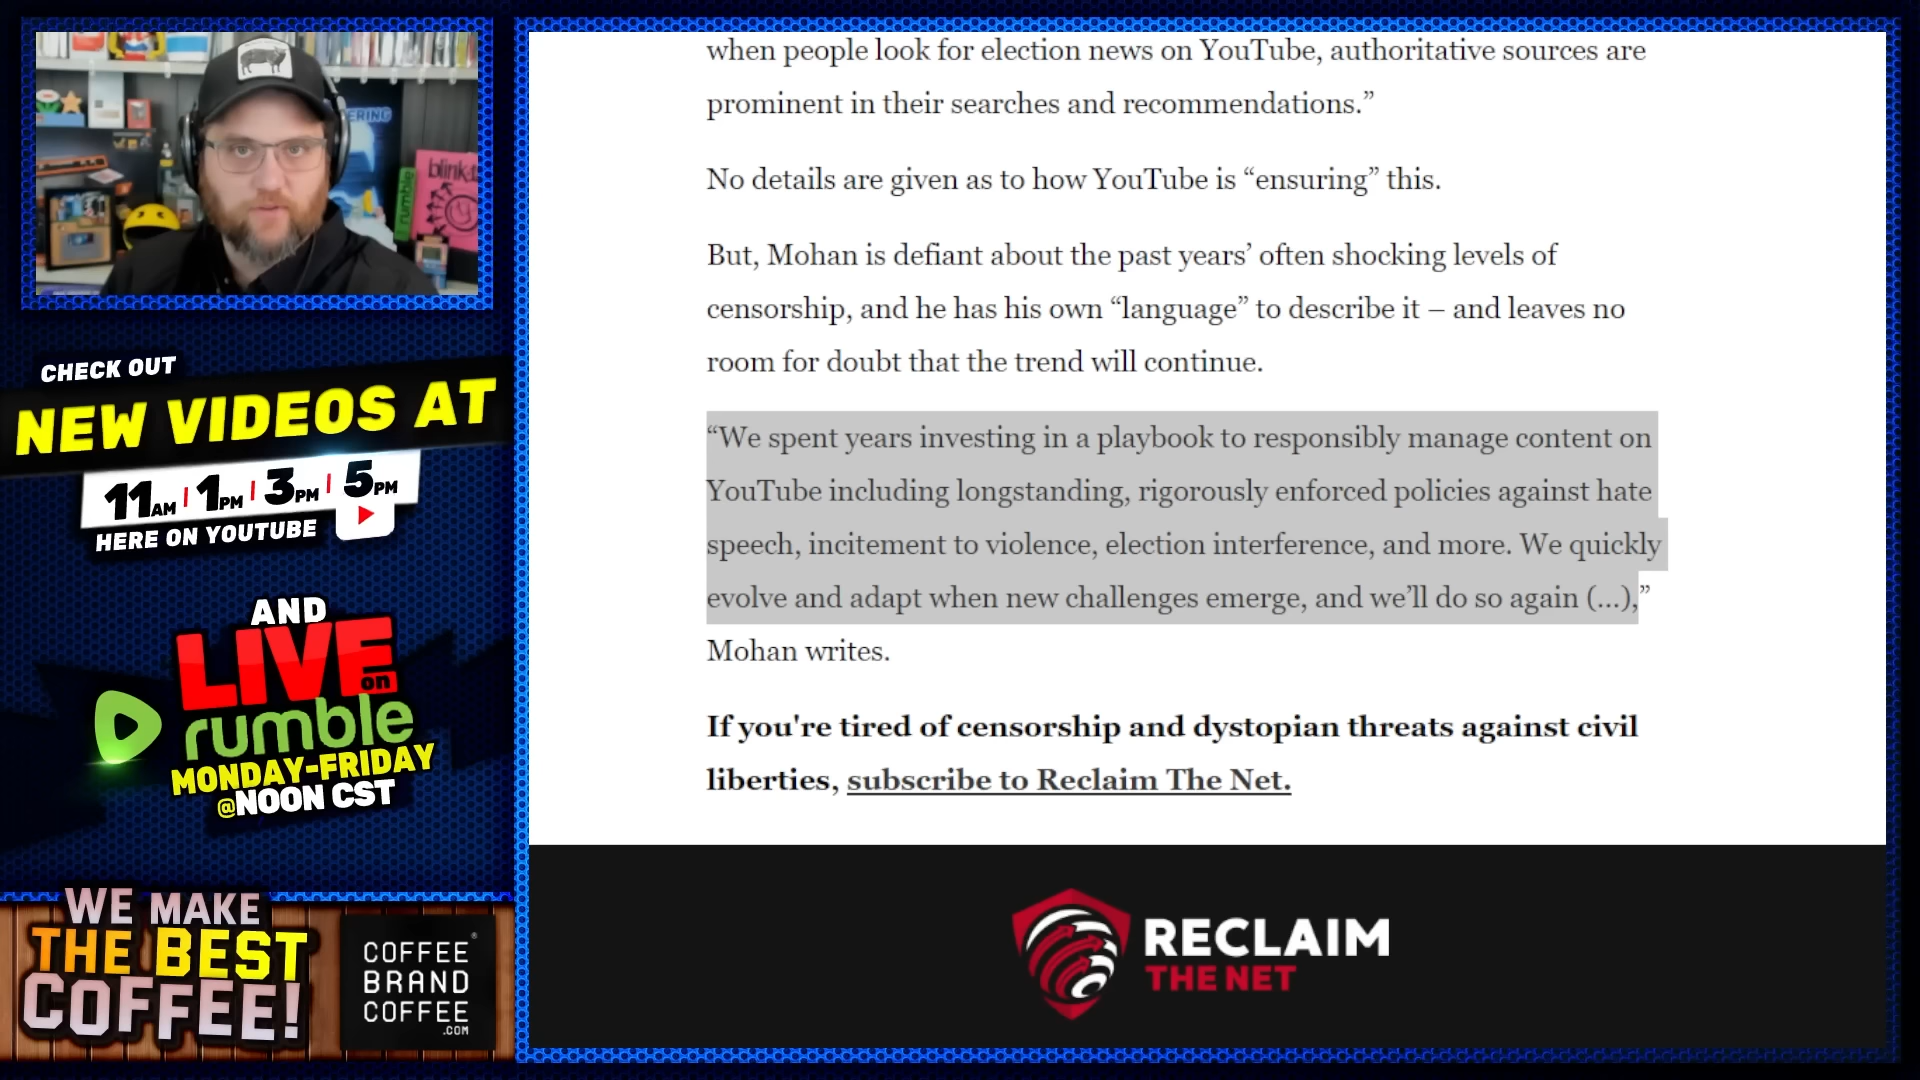 ERING
blink
rumble
CHECK OUT
NEW VIDEOS AT
11AM | 1PM | 3PM | 5PM
HERE ON YOUTUBE
AND
LIVE
on
rumble
MONDAY-FRIDAY
@NOON CST
WE MAKE
THE BEST
COFFEE!
COFFEE®
BRAND
COFFEE
.COM
when people look for election news on YouTube, authoritative sources are
prominent in their searches and recommendations.”
No details are given as to how YouTube is “ensuring” this.
But, Mohan is defiant about the past years’ often shocking levels of
censorship, and he has his own “language” to describe it – and leaves no
room for doubt that the trend will continue.
“We spent years investing in a playbook to responsibly manage content on
YouTube including longstanding, rigorously enforced policies against hate
speech, incitement to violence, election interference, and more. We quickly
evolve and adapt when new challenges emerge, and we’ll do so again (…),”
Mohan writes.
If you're tired of censorship and dystopian threats against civil
liberties, subscribe to Reclaim The Net.
RECLAIM
THE NET